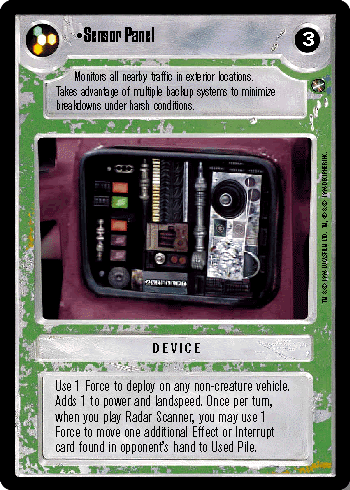 •Sensor Panel
3
Monitors all nearby traffic in exterior locations.
Takes advantage of multiple backup systems to minimize
breakdowns under harsh conditions.
DEVICE
Use 1 Force to deploy on any non-creature vehicle.
Adds 1 to power and landspeed. Once per turn,
when you play Radar Scanner, you may use 1
Force to move one additional Effect or Interrupt
card found in opponent's hand to Used Pile.